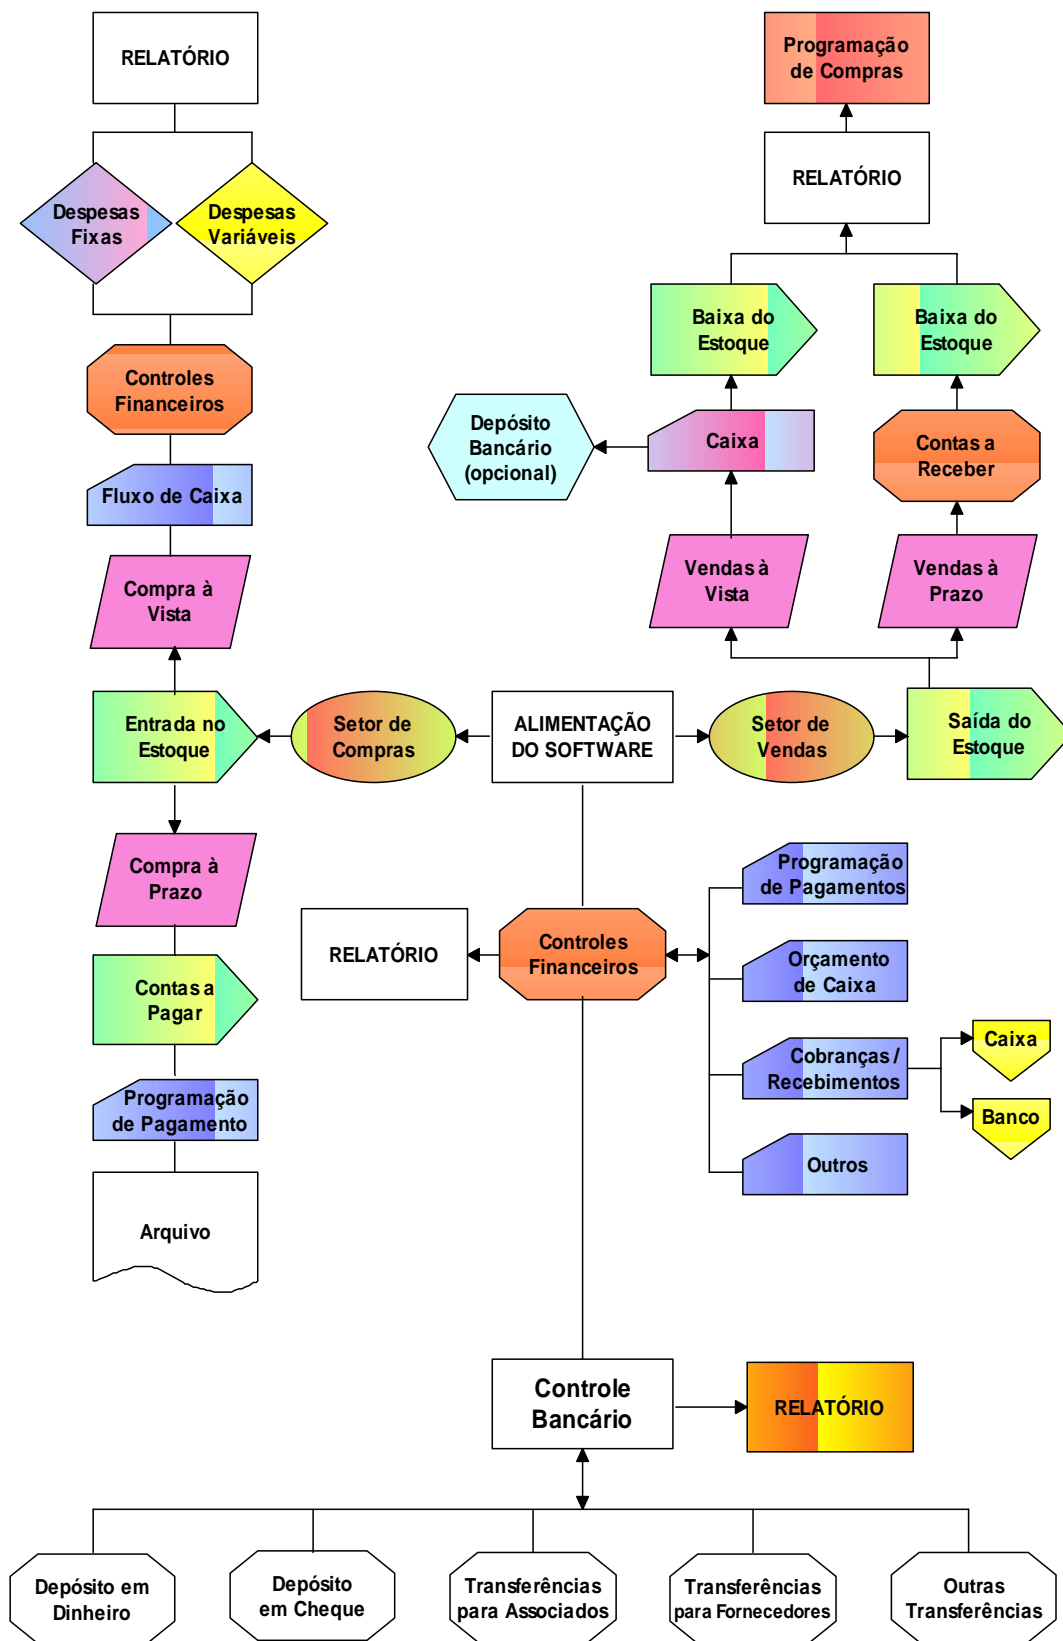 RELATÓRIO
Programação
de Compras
RELATÓRIO
Despesas
Fixas
Despesas
Variáveis
Baixa do
Estoque
Baixa do
Estoque
Controles
Financeiros
Depósito
Bancário
(opcional)
Caixa
Contas a
Receber
Fluxo de Caixa
Compra à
Vista
Vendas à
Vista
Vendas à
Prazo
Entrada no
Estoque
Setor de
Compras
ALIMENTAÇÃO
DO SOFTWARE
Setor de
Vendas
Saída do
Estoque
Compra à
Prazo
Programação
de Pagamentos
RELATÓRIO
Controles
Financeiros
Orçamento
de Caixa
Contas a
Pagar
Cobranças /
Recebimentos
Caixa
Banco
Programação
de Pagamento
Outros
Arquivo
Controle
Bancário
RELATÓRIO
Depósito em
Dinheiro
Depósito
em Cheque
Transferências
para Associados
Transferências
para Fornecedores
Outras
Transferências